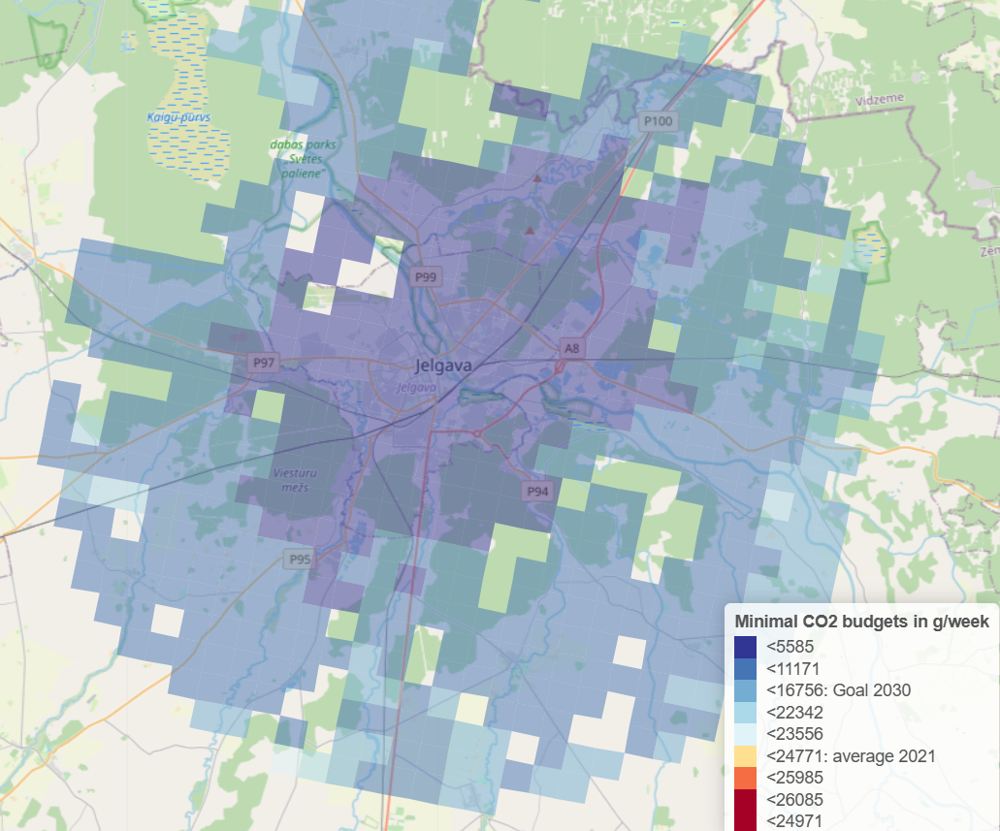 P100
Vidzeme
Kaigu purvs
dabas parks
„Svētes
paliene"
Zem
P99
A8
P97
Jelgava
Jelgava
Viesturu
mežs
P94
P95
Minimal CO2 budgets in g/week
<5585
<11171
<16756: Goal 2030
<22342
<23556
<24771: average 2021
<25985
<26085
<24971